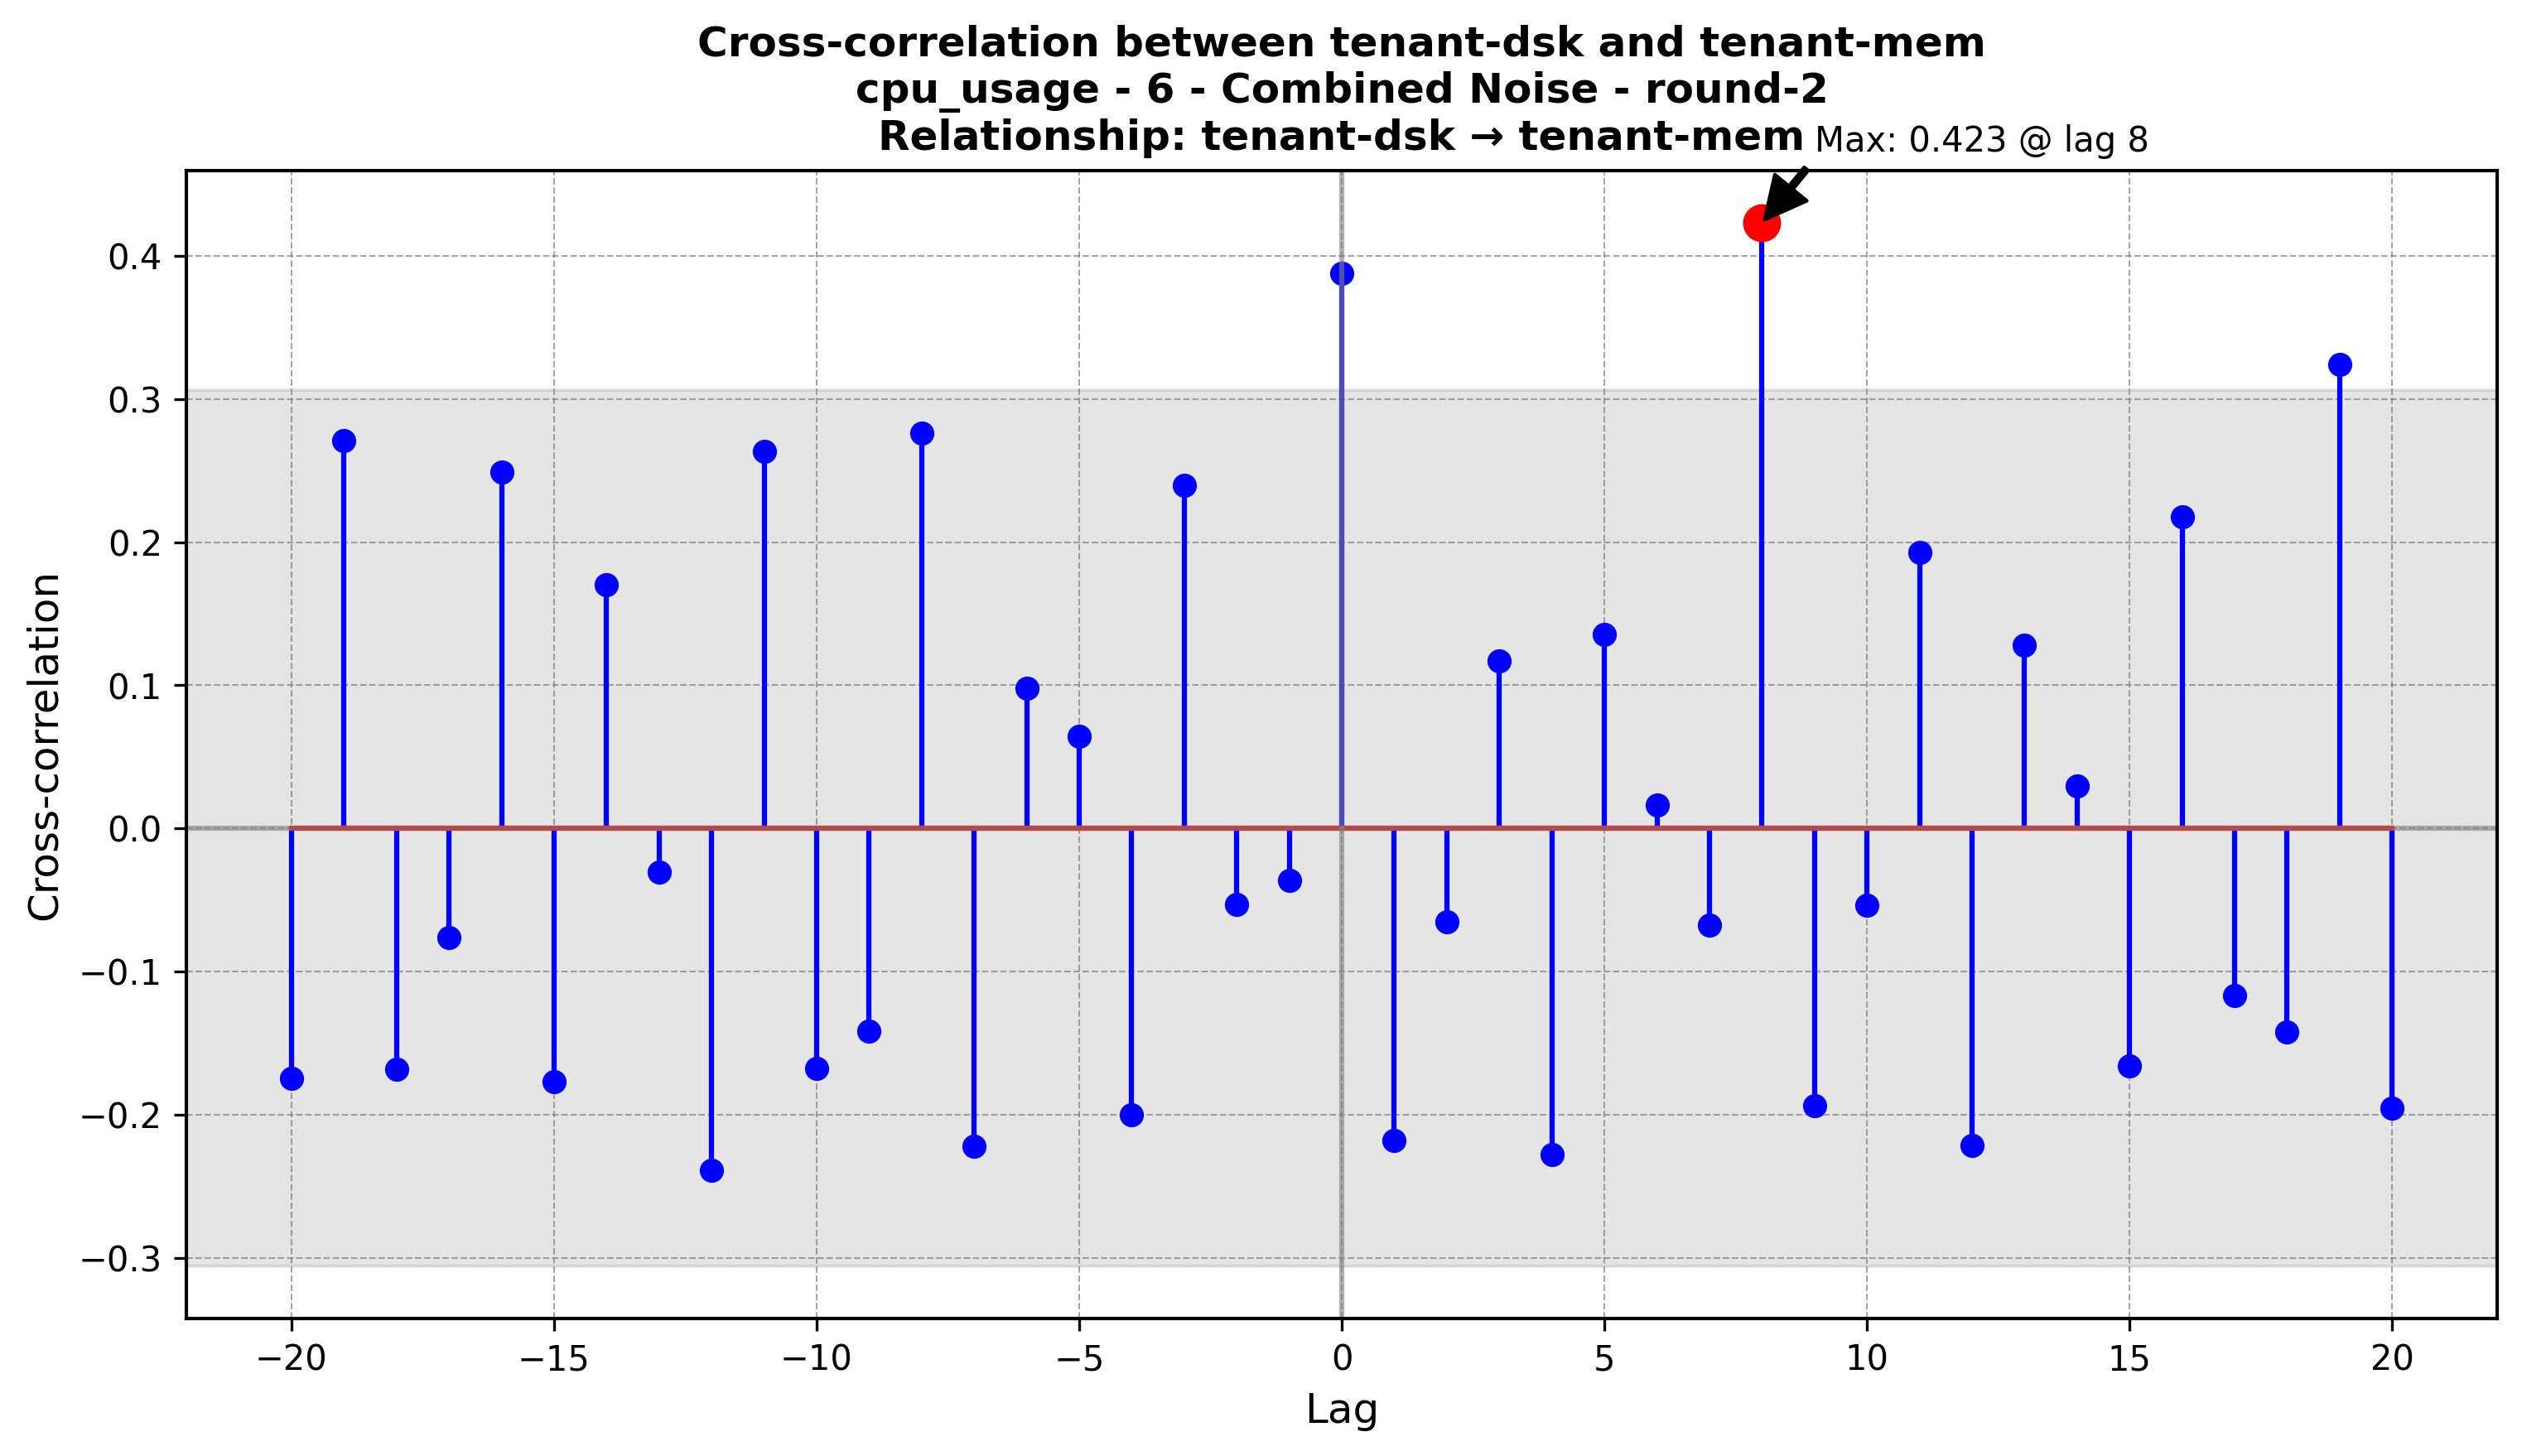 Cross-correlation between tenant-dsk and tenant-mem
cpu_usage - 6 - Combined Noise - round-2
Relationship: tenant-dsk → tenant-mem
Max: 0.423 @ lag 8
Cross-correlation
0.4
0.3
0.2
0.1
0.0
−0.1
−0.2
−0.3
−20
−15
−10
−5
0
5
10
15
20
Lag